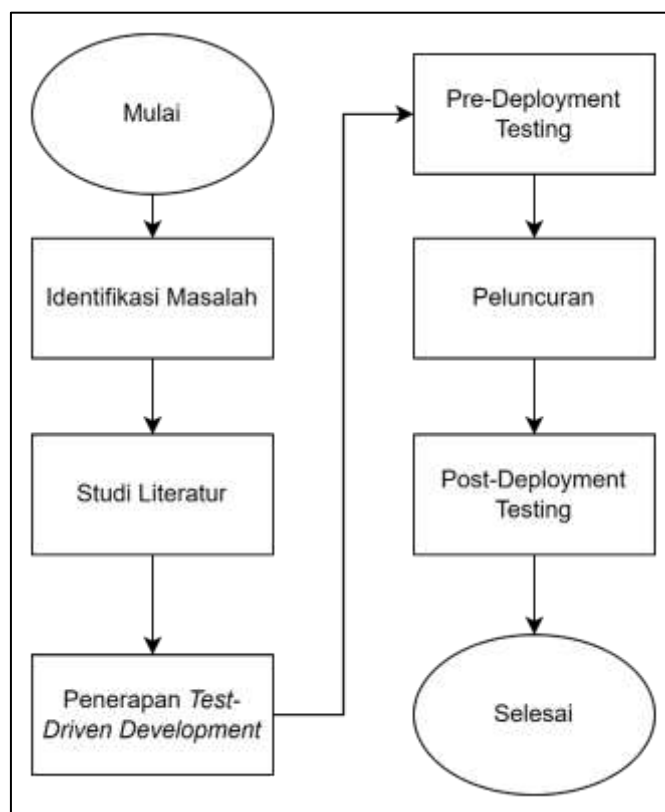 Mulai
Identifikasi Masalah
Studi Literatur
Penerapan Test-
Driven Development
Pre-Deployment
Testing
Peluncuran
Post-Deployment
Testing
Selesai